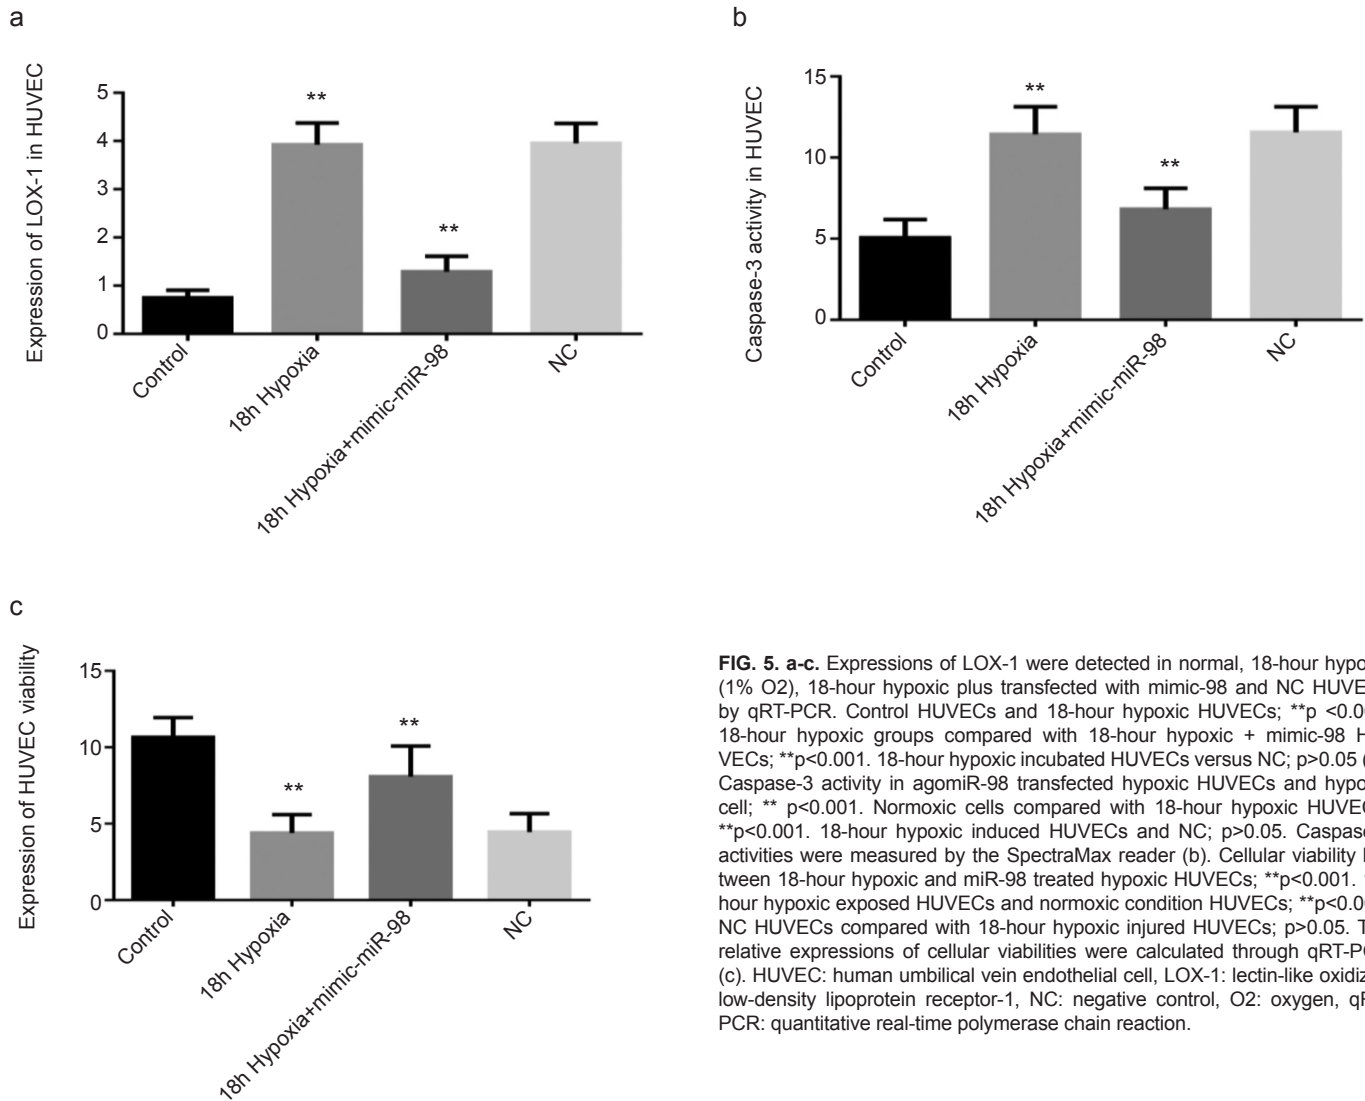 a
Expression of LOX-1 in HUVEC
5
4
3
2
1
0
**
**
Control
18h Hypoxia
18h Hypoxia+mimic-miR-98
NC
b
Caspase-3 activity in HUVEC
15
10
5
0
**
**
Control
18h Hypoxia
18h Hypoxia+mimic-miR-98
NC
c
Expression of HUVEC viability
15
10
5
0
**
**
Control
18h Hypoxia
18h Hypoxia+mimic-miR-98
NC
FIG. 5. a-c. Expressions of LOX-1 were detected in normal, 18-hour hypo
(1% O2), 18-hour hypoxic plus transfected with mimic-98 and NC HUVE
by qRT-PCR. Control HUVECs and 18-hour hypoxic HUVECs; **p <0.00
18-hour hypoxic groups compared with 18-hour hypoxic + mimic-98 H
VECs; **p<0.001. 18-hour hypoxic incubated HUVECs versus NC; p>0.05 (
Caspase-3 activity in agomiR-98 transfected hypoxic HUVECs and hypo
cell; ** p<0.001. Normoxic cells compared with 18-hour hypoxic HUVEC
**p<0.001. 18-hour hypoxic induced HUVECs and NC; p>0.05. Caspase
activities were measured by the SpectraMax reader (b). Cellular viability
tween 18-hour hypoxic and miR-98 treated hypoxic HUVECs; **p<0.001.
hour hypoxic exposed HUVECs and normoxic condition HUVECs; **p<0.00
NC HUVECs compared with 18-hour hypoxic injured HUVECs; p>0.05. T
relative expressions of cellular viabilities were calculated through qRT-P
(c). HUVEC: human umbilical vein endothelial cell, LOX-1: lectin-like oxidiz
low-density lipoprotein receptor-1, NC: negative control, O2: oxygen, q
PCR: quantitative real-time polymerase chain reaction.